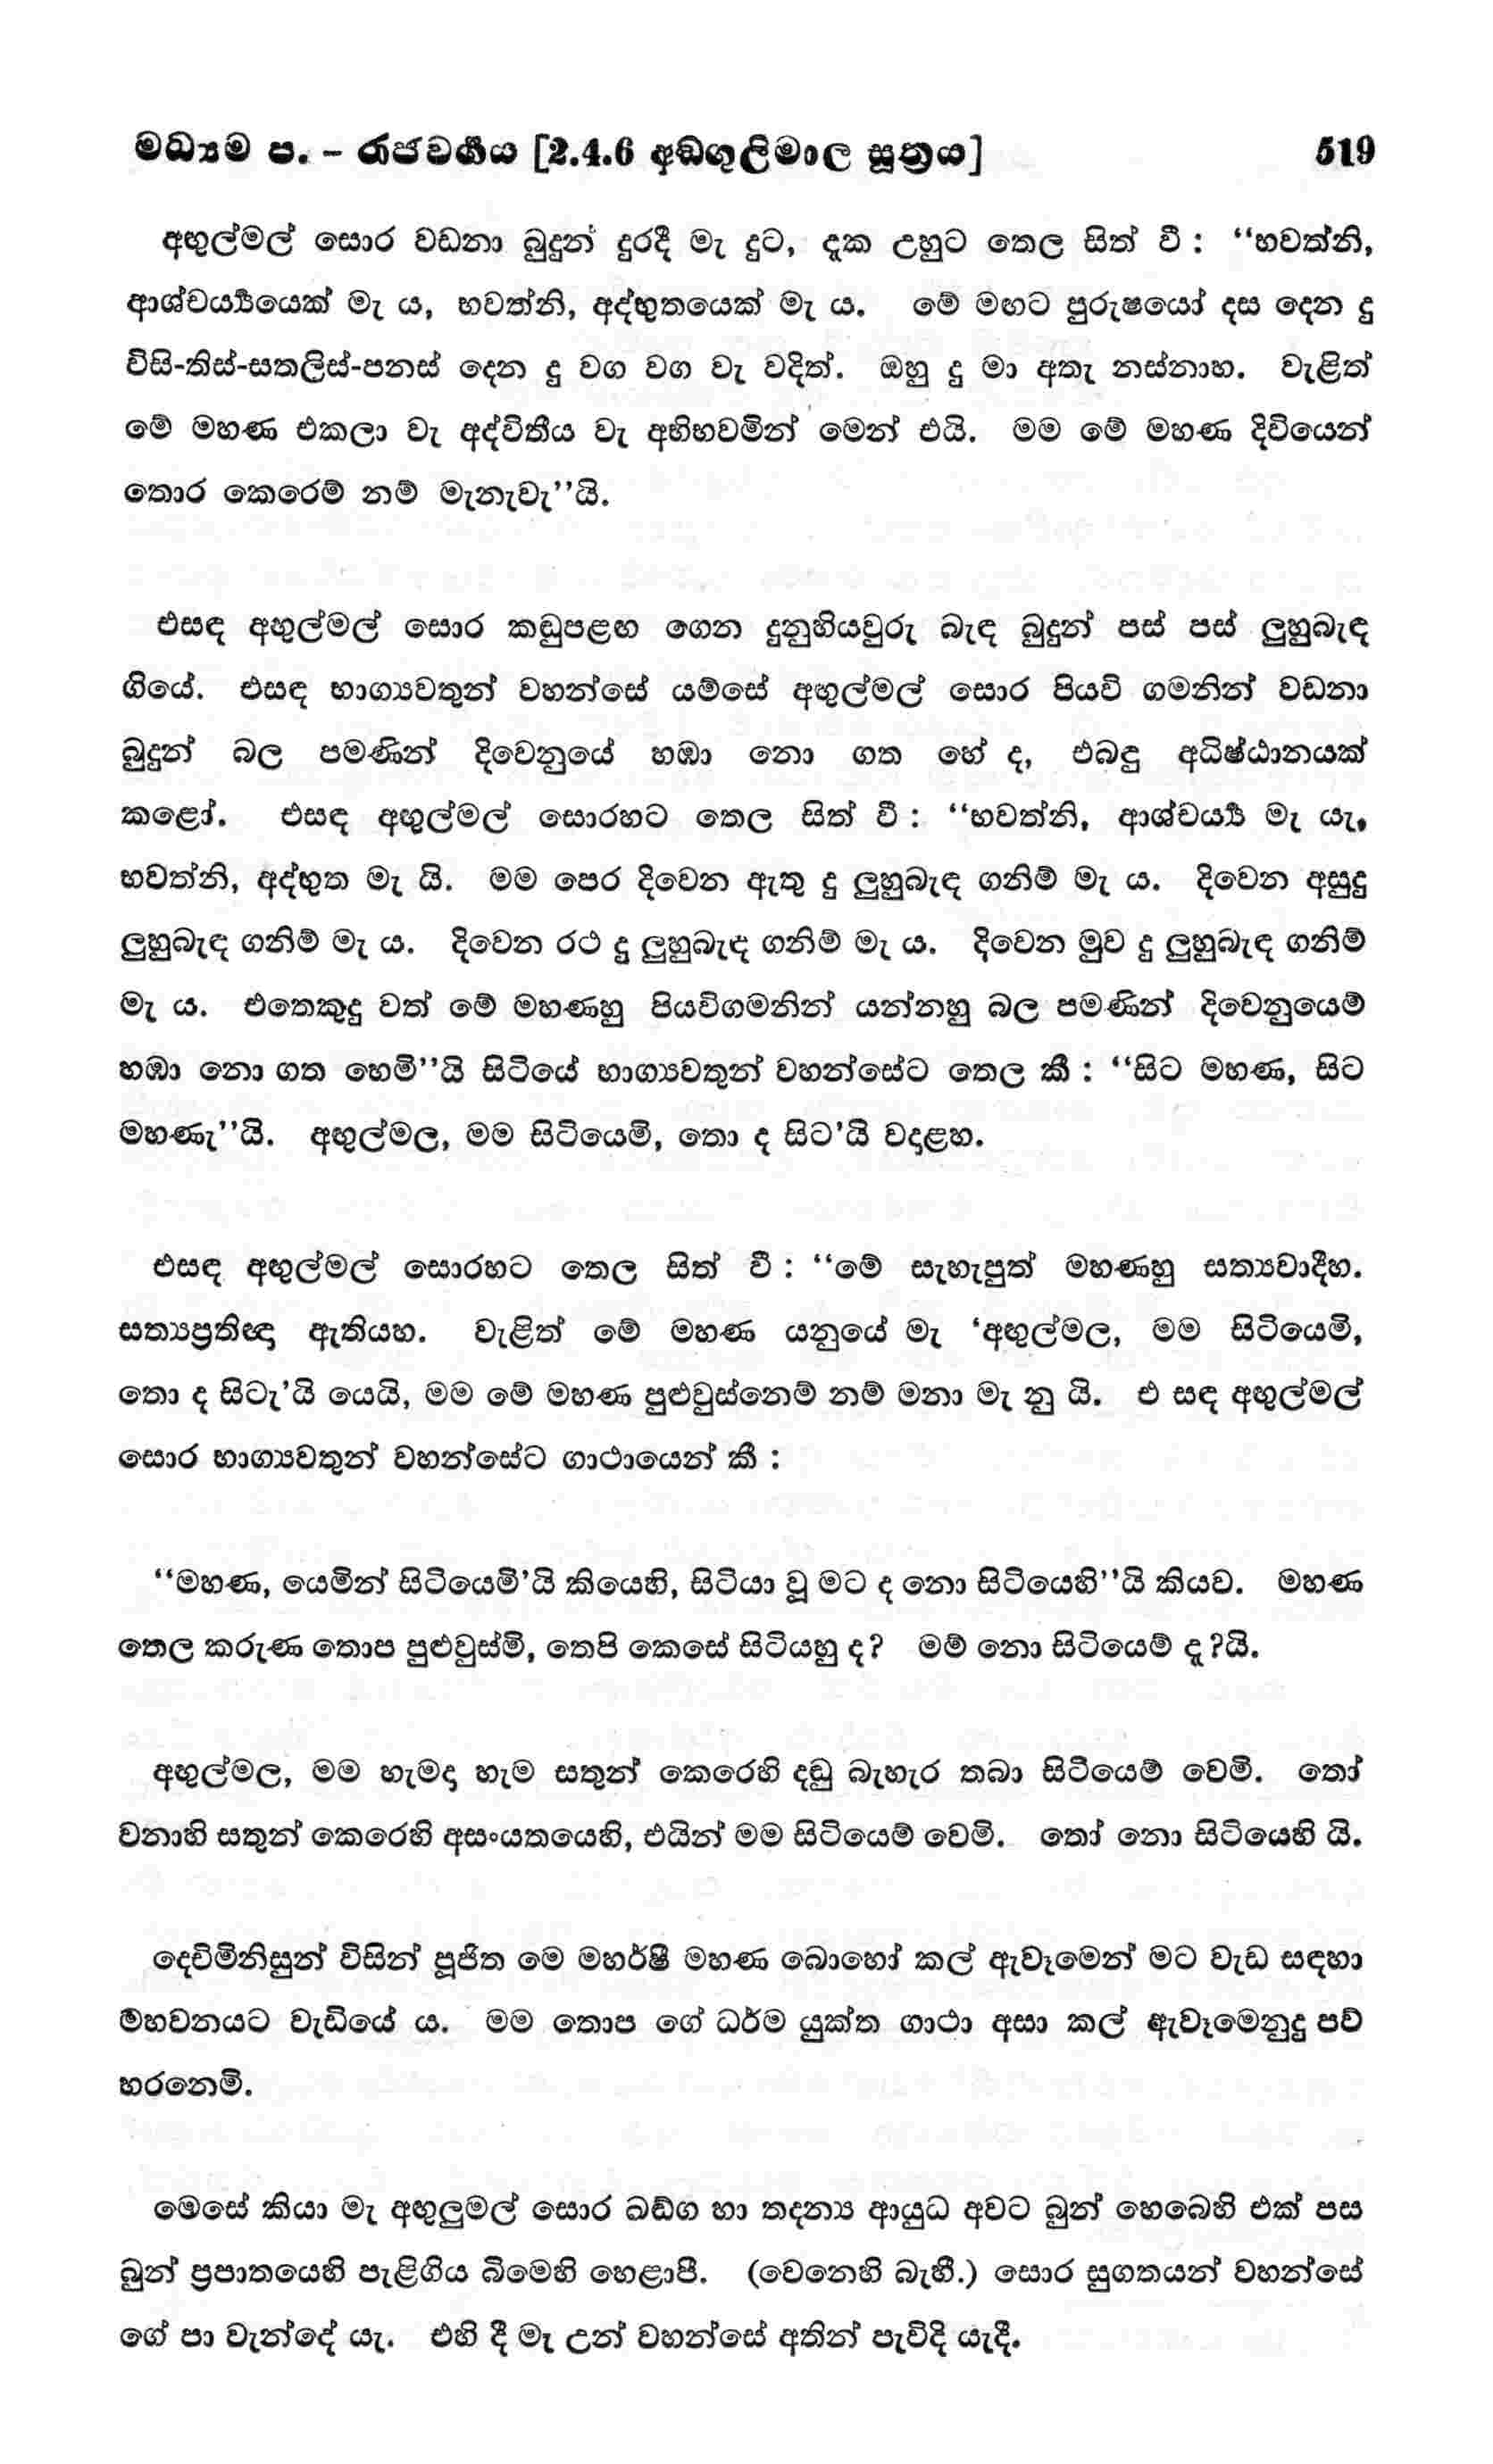 මධ්‍යම ප. – රාජවර්ගය [2.4.6 අඞ්ගුලිමාල සූත්‍රය] 519
අඟුල්මල් සොර වඩනා බුදුන් දුරදී මැ දුට, දැක උහුට තෙල සිත් වී : “භවත්නි,
ආශ්චර්‍ය්‍යයෙක් මැ ය, භවත්නි, අද්භුතයෙක් මැ ය. මේ මඟට පුරුෂයෝ දස දෙන දු
විසි-තිස්-සතලිස්-පනස් දෙන දු වග වග වැ වදිත්. ඔහු දු මා අතැ නස්නාහ. වැළිත්
මේ මහණ එකලා වැ අද්විතීය වැ අභිභවමින් මෙන් එයි. මම මේ මහණ දිවියෙන්
තොර කෙරෙම් නම් මැනැවැ”යි.
එසඳ අඟුල්මල් සොර කඩුපළඟ ගෙන දුනුහියවුරු බැඳ බුදුන් පස් පස් ලුහුබැඳ
ගියේ. එසඳ භාග්‍යවතුන් වහන්සේ යම්සේ අඟුල්මල් සොර පියවි ගමනින් වඩනා
බුදුන් බල පමණින් දිවෙනුයේ හඹා නො ගත හේ ද, එබඳු අධිෂ්ඨානයක්
කළෝ. එසඳ අඟුල්මල් සොරහට තෙල සිත් වී : “භවත්නි, ආශ්චර්‍ය්‍ය මැ යැ,
භවත්නි, අද්භුත මැ යි. මම පෙර දිවෙන ඇතු දු ලුහුබැඳ ගනිම් මැ ය. දිවෙන අසුදු
ලුහුබැඳ ගනිම් මැ ය. දිවෙන රථ දු ලුහුබැඳ ගනිම් මැ ය. දිවෙන මුව දු ලුහුබැඳ ගනිම්
මැ ය. එතෙකුදු වත් මේ මහණහු පියවිගමනින් යන්නහු බල පමණින් දිවෙනුයෙම්
හඹා නො ගත හෙමි”යි සිටියේ භාග්‍යවතුන් වහන්සේට තෙල කී : “සිට මහණ, සිට
මහණැ”යි. අඟුල්මල, මම සිටියෙමි, තො ද සිට’යි වදාළහ.
එසඳ අඟුල්මල් සොරහට තෙල සිත් වී : “මේ සැහැපුත් මහණහු සත්‍යවාදීහ.
සත්‍යප්‍රතිඥා ඇතියහ. වැළිත් මේ මහණ යනුයේ මැ ‘අඟුල්මල, මම සිටියෙමි,
තො ද සිටැ’යි යෙයි, මම මේ මහණ පුළුවුස්නෙම් නම් මනා මැ නු යි. එ සඳ අඟුල්මල්
සොර භාග්‍යවතුන් වහන්සේට ගාථායෙන් කී :
“මහණ, යෙමින් සිටියෙමි’යි කියෙහි, සිටියා වූ මට ද නො සිටියෙහි”යි කියව. මහණ
තෙල කරුණ තොප පුළුවුස්මි, තෙපි කෙසේ සිටියහු ද? මම් නො සිටියෙම් දැ?යි.
අඟුල්මල, මම හැමදා හැම සතුන් කෙරෙහි දඬු බැහැර තබා සිටියෙම් වෙමි. තෝ
වනාහි සතුන් කෙරෙහි අසංයතයෙහි, එයින් මම සිටියෙම් වෙමි. තෝ නො සිටියෙහි යි.
දෙවිමිනිසුන් විසින් පූජිත මෙ මහර්ෂී මහණ බොහෝ කල් ඇවෑමෙන් මට වැඩ සඳහා
මහවනයට වැඩියේ ය. මම තොප ගේ ධර්ම යුක්ත ගාථා අසා කල් ඇවෑමෙනුදු පව්
හරනෙමි.
මෙසේ කියා මැ අඟුලුමල් සොර ඛඩ්ග හා තදන්‍ය ආයුධ අවට බුන් හෙබෙහි එක් පස
බුන් ප්‍රපාතයෙහි පැළිගිය බිමෙහි හෙළාපී. (වෙනෙහි බැහී.) සොර සුගතයන් වහන්සේ
ගේ පා වැන්දේ යැ. එහි දී මැ උන් වහන්සේ අතින් පැවිදි යැදී.